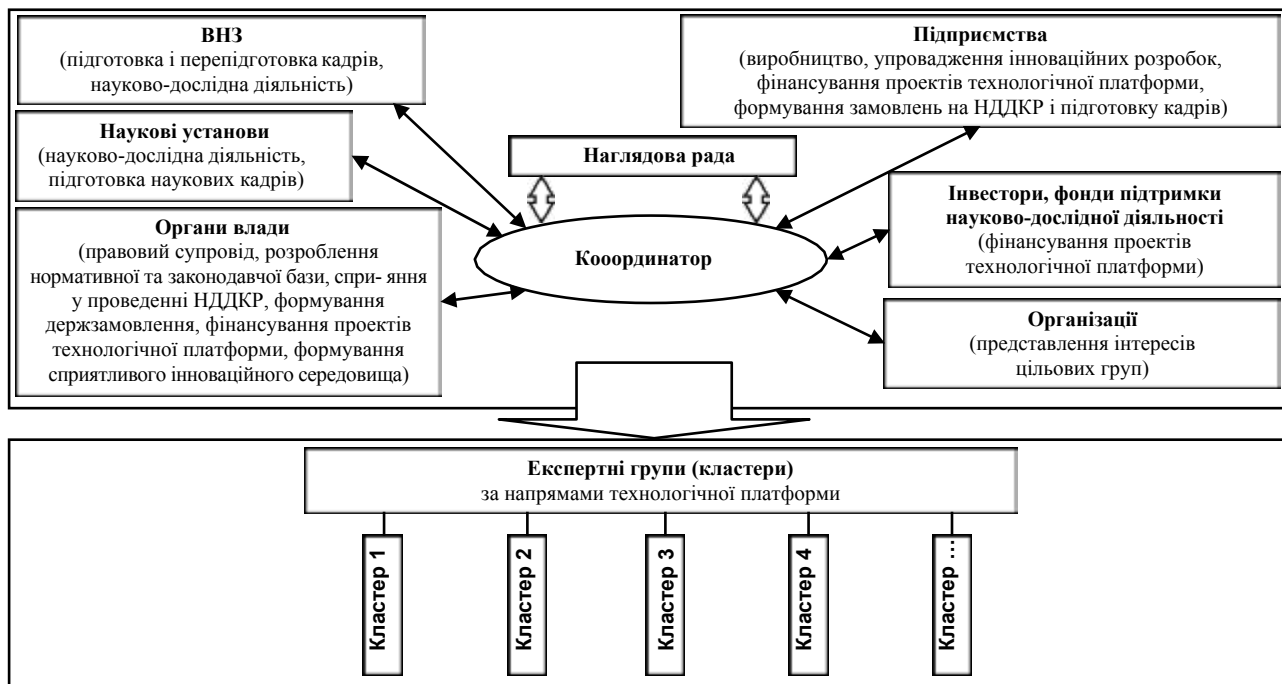 ВНЗ
(підготовка і перепідготовка кадрів,
науково-дослідна діяльність)
Підприємства
(виробництво, упровадження інноваційних розробок,
фінансування проектів технологічної платформи,
формування замовлень на НДДКР і підготовку кадрів)
Наукові установи
(науково-дослідна діяльність,
підготовка наукових кадрів)
Наглядова рада
Інвестори, фонди підтримки
науково-дослідної діяльності
(фінансування проектів
технологічної платформи)
Органи влади
(правовий супровід, розроблення
нормативної та законодавчої бази, спри- яння
у проведенні НДДКР, формування
держзамовлення, фінансування проектів
технологічної платформи, формування
сприятливого інноваційного середовища)
Кооординатор
Організації
(представлення інтересів
цільових груп)
Експертні групи (кластери)
за напрямами технологічної платформи
Кластер 1
Кластер 2
Кластер 3
Кластер 4
Кластер ...